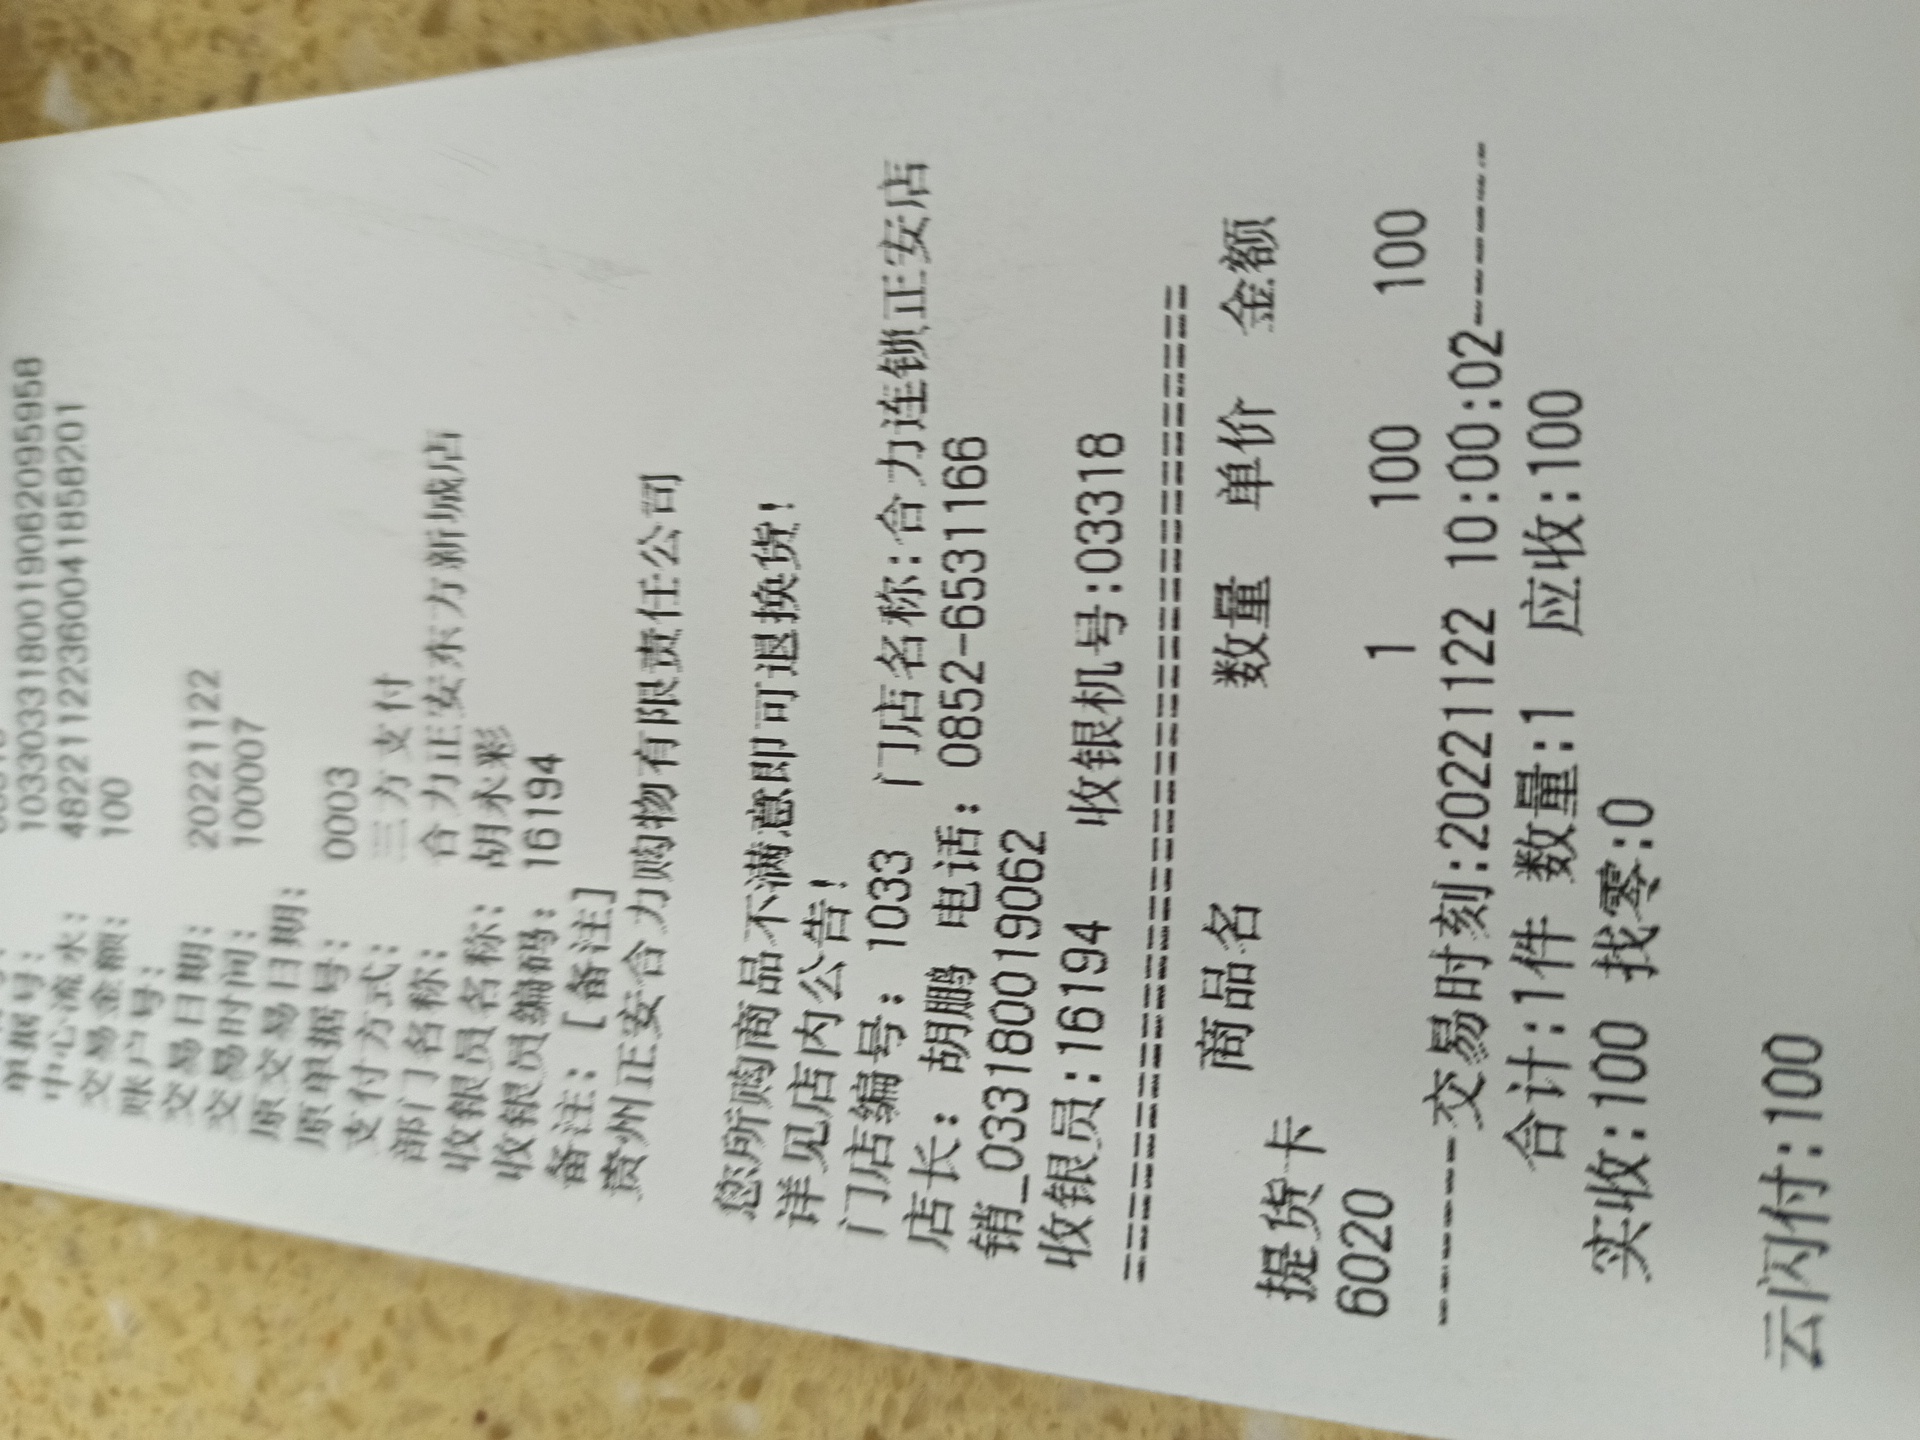 单据号: 1033033180019062095958
中心流水: 4822112236004185820​1
交易金额: 100
账户号:
交易日期: 20221122
交易时间: 100007
原交易日期:
原单据号: 0003
支付方式: 三方支付
部门名称: 合力正安东方新城店
收银员名称: 胡永彩
收银员编码: 16194
备注: [备注]
贵州正安合力购物有限责任公司
您所购商品不满意即可退换货!
详见店内公告!
门店编号: 1033 门店名称:合力连锁正安店
店长: 胡鹏 电话: 0852-6531166
销_033180019062
收银员:16194 收银机号:03318
================================
商品名 数量 单价 金额
提货卡
6020 1 100 100
------交易时刻:20221122 10:00:02------
合计:1件 数量:1 应收:100
实收:100 找零:0
云闪付:100